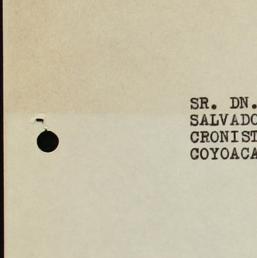 SR. DN.
SALVADO
CRONIST
COYOACA